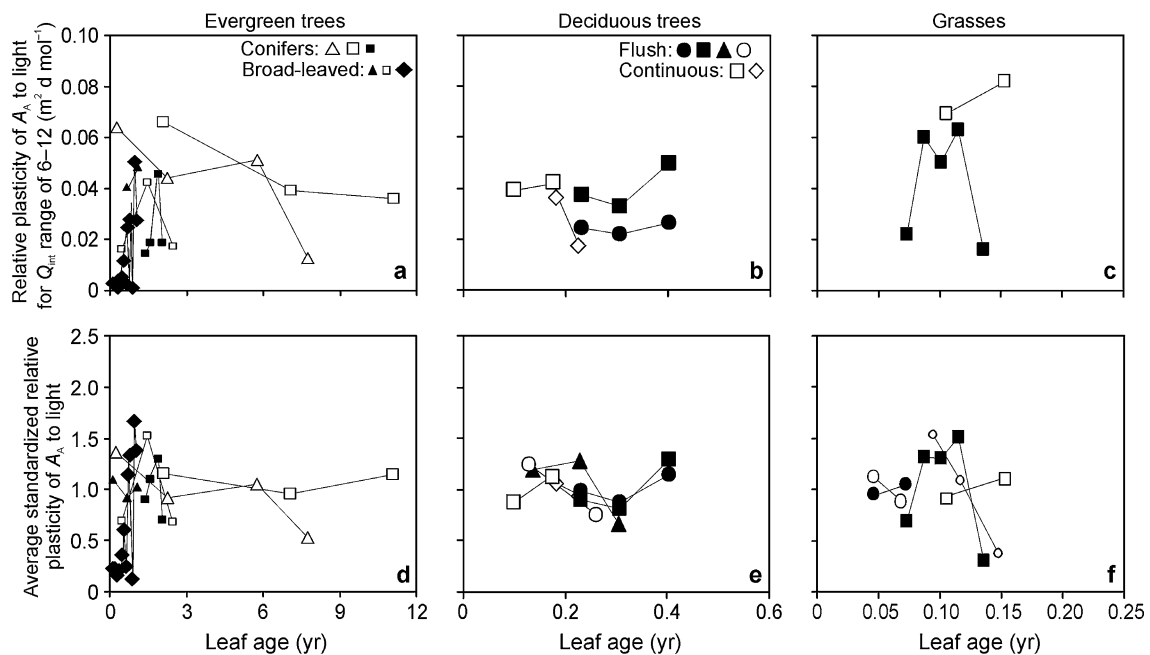 Evergreen trees
Deciduous trees
Grasses
Relative plasticity of A_A to light
for Q_int range of 6–12 (m² d mol⁻¹)
0.10
0.08
0.06
0.04
0.02
0
Conifers:
Broad-leaved:
a
Flush:
Continuous:
b
c
Average standardized relative
plasticity of A_A to light
2.5
2.0
1.5
1.0
0.5
0
d
e
f
0 3 6 9 12
0 0.2 0.4 0.6
0 0.05 0.10 0.15 0.20 0.25
Leaf age (yr)
Leaf age (yr)
Leaf age (yr)